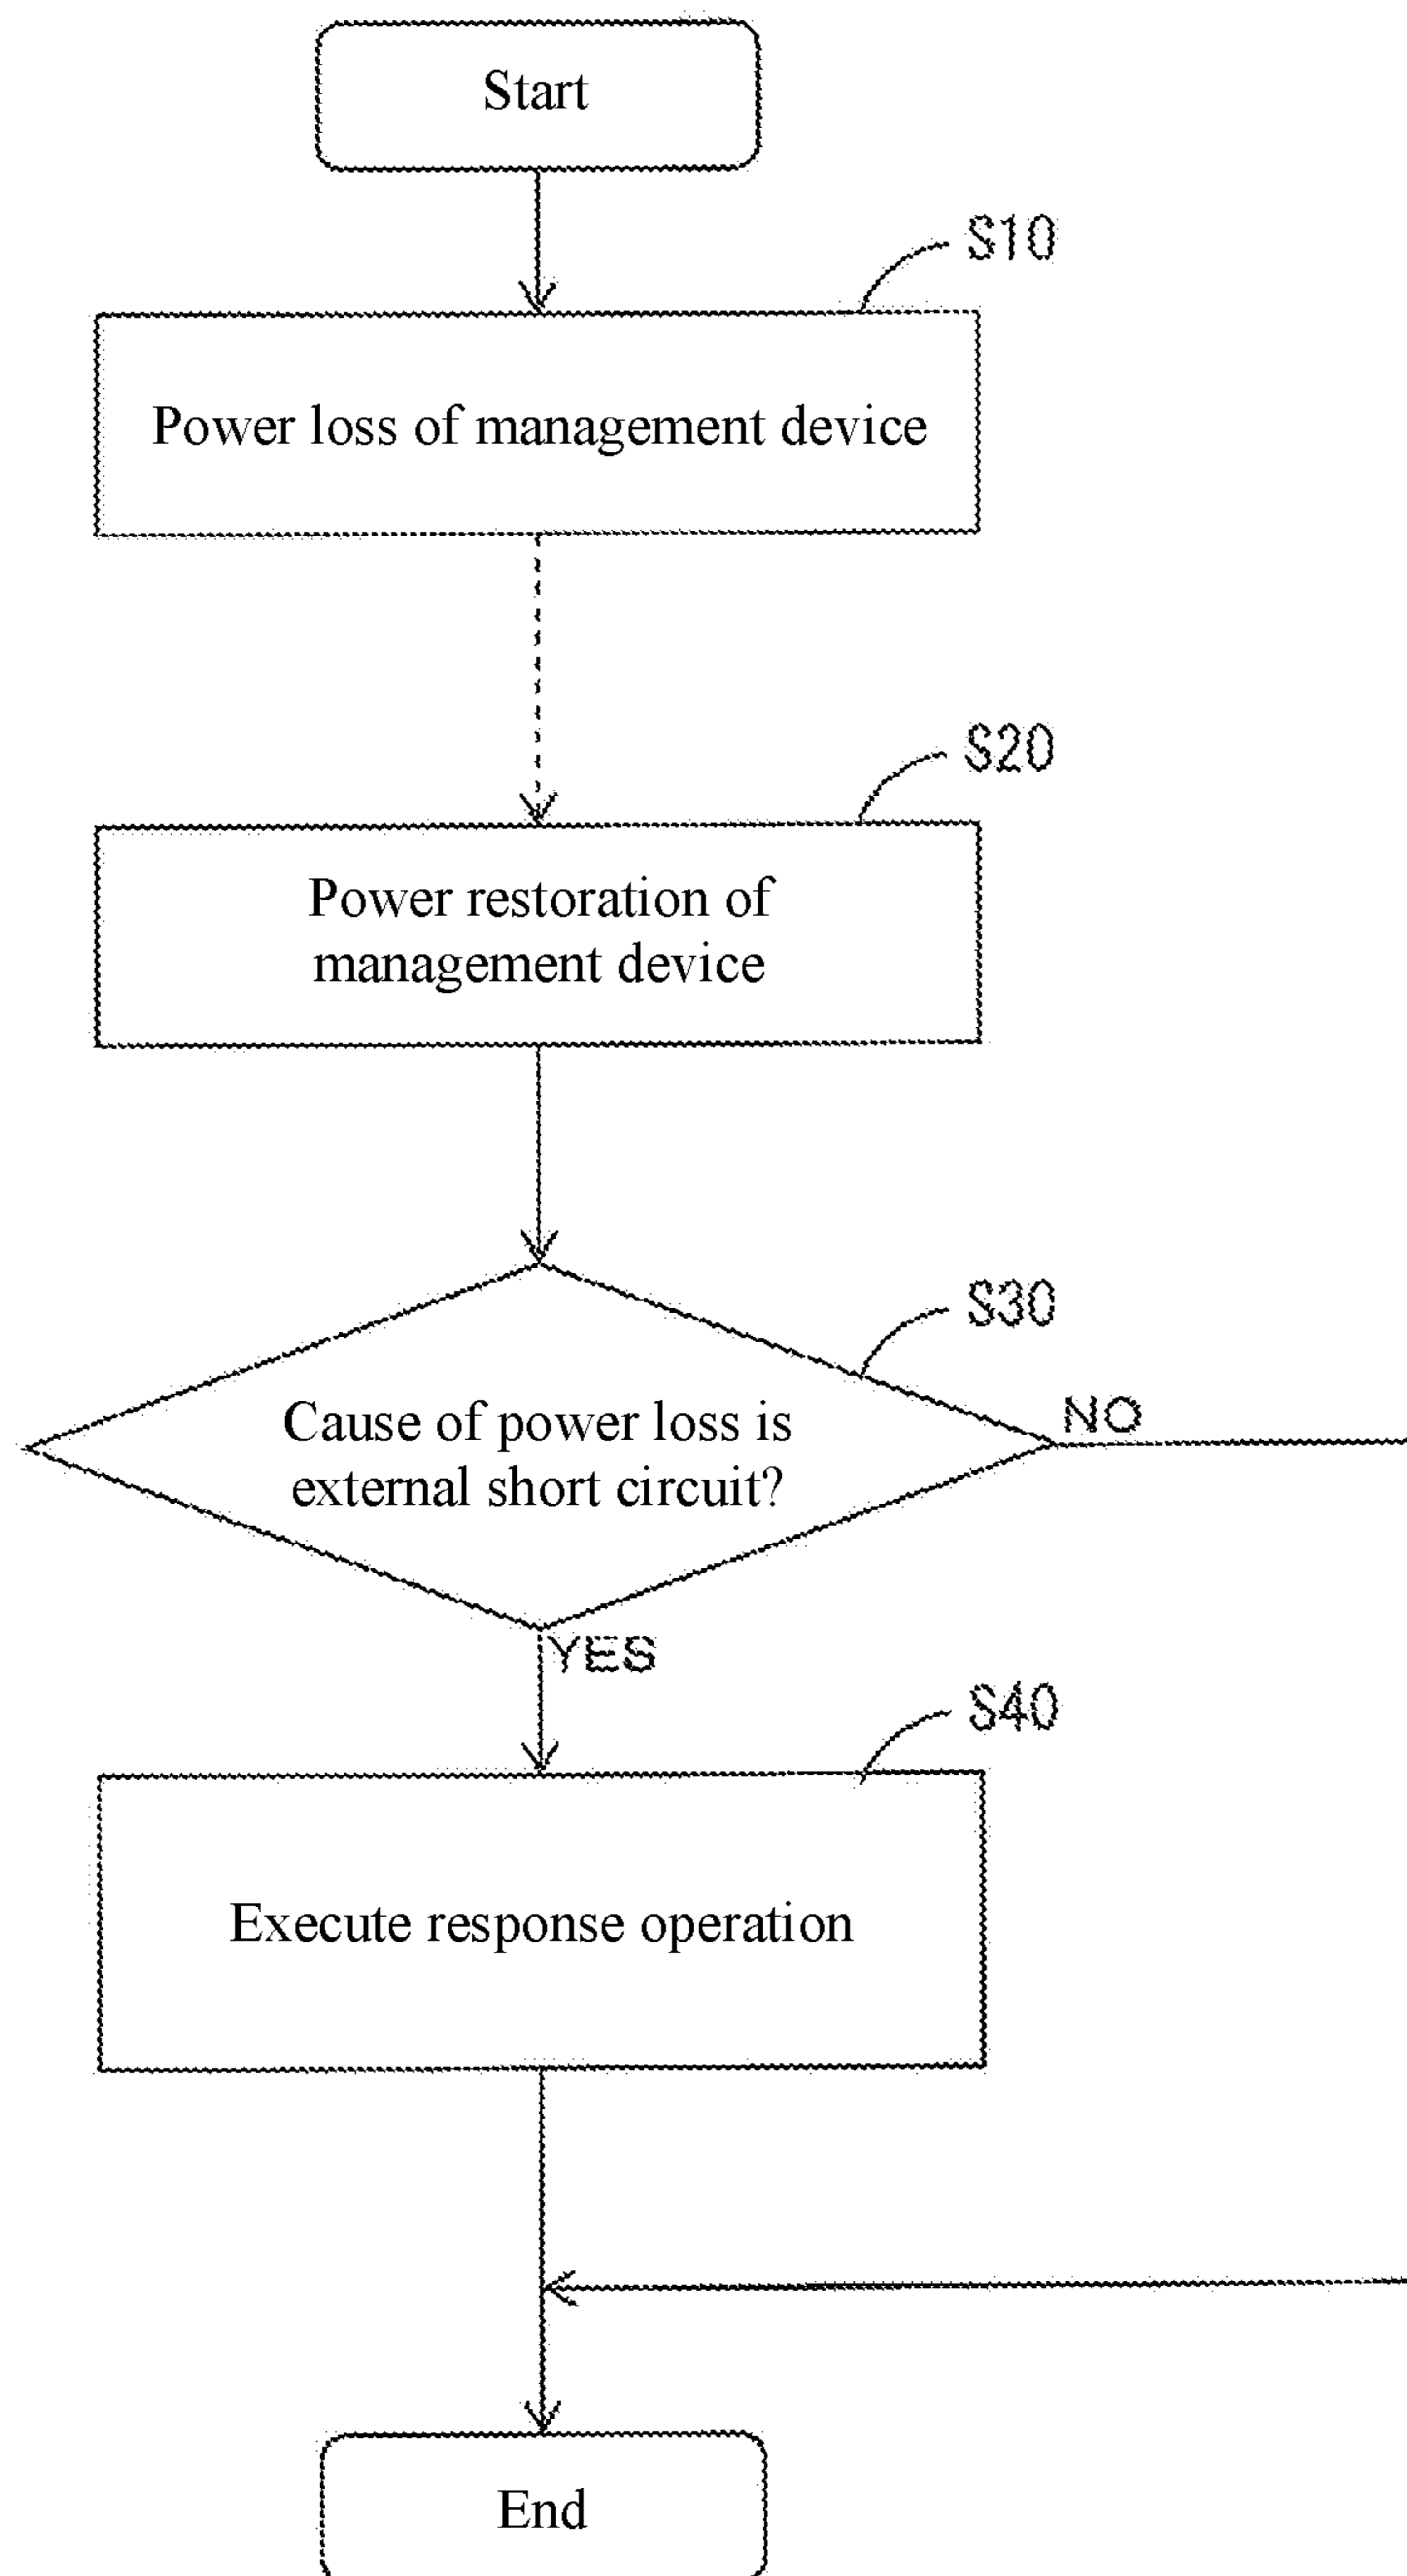 Start
S10
Power loss of management device
S20
Power restoration of
management device
S30
Cause of power loss is
external short circuit?
NO
YES
S40
Execute response operation
End